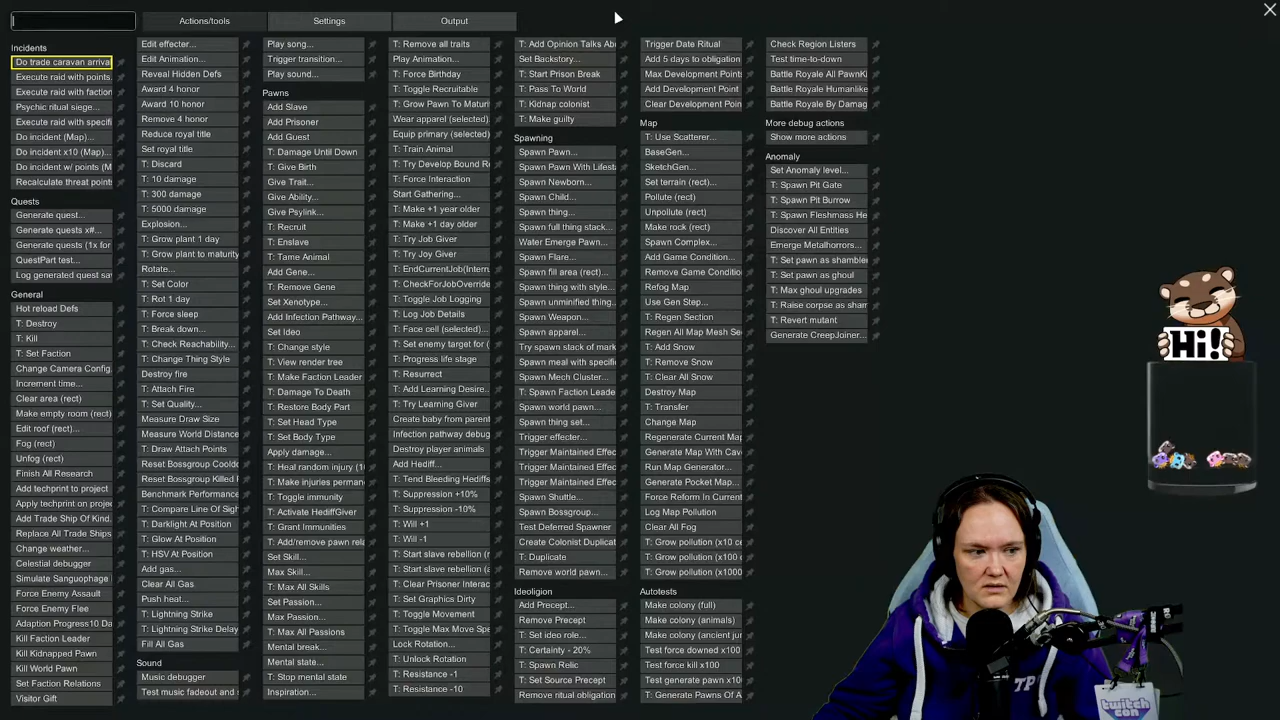 Actions/tools
Settings
Output
Incidents
Do trade caravan arrival
Execute raid with points...
Execute raid with faction
Psychic ritual siege...
Execute raid with specifi
Do incident (Map)...
Do incident x10 (Map)...
Do incident w/ points (M
Recalculate threat points
Quests
Generate quest...
Generate quests x#...
Generate quests (1x for
QuestPart test...
Log generated quest sav
General
Hot reload Defs
T: Destroy
T: Kill
T: Set Faction
Change Camera Config.
Increment time...
Clear area (rect)
Make empty room (rect)
Edit roof (rect)...
Fog (rect)
Unfog (rect)
Finish All Research
Add techprint to project
Apply techprint on projec
Add Trade Ship Of Kind.
Replace All Trade Ships
Change weather...
Celestial debugger
Simulate Sanguophage
Force Enemy Assault
Force Enemy Flee
Adaption Progress10 Da
Kill Faction Leader
Kill Kidnapped Pawn
Kill World Pawn
Set Faction Relations
Visitor Gift
Edit effecter...
Edit Animation...
Reveal Hidden Defs
Award 4 honor
Award 10 honor
Remove 4 honor
Reduce royal title
Set royal title
T: Discard
T: 10 damage
T: 300 damage
T: 5000 damage
Explosion...
T: Grow plant 1 day
T: Grow plant to maturity
Rotate...
T: Set Color
T: Rot 1 day
T: Force sleep
T: Break down...
T: Check Reachability...
T: Change Thing Style
Destroy fire
T: Attach Fire
T: Set Quality...
Measure Draw Size
Measure World Distance
T: Draw Attach Points
Reset Bossgroup Cooldo
Reset Bossgroup Killed P
Benchmark Performance
T: Compare Line Of Sigh
T: Darklight At Position
T: Glow At Position
T: HSV At Position
Add gas...
Clear All Gas
Push heat...
T: Lightning Strike
T: Lightning Strike Delay
Fill All Gas
Sound
Music debugger
Test music fadeout and s
Play song...
Trigger transition...
Play sound...
Pawns
Add Slave
Add Prisoner
Add Guest
T: Damage Until Down
T: Give Birth
Give Trait...
Give Ability...
Give Psylink...
T: Recruit
T: Enslave
T: Tame Animal
Add Gene...
T: Remove Gene
Set Xenotype...
Add Infection Pathway...
Set Ideo
T: Change style
T: View render tree
T: Make Faction Leader
T: Damage To Death
T: Restore Body Part
T: Set Head Type
T: Set Body Type
Apply damage...
T: Heal random injury (10
T: Make injuries perman
T: Toggle immunity
T: Activate HediffGiver
T: Grant Immunities
T: Add/remove pawn rela
Set Skill...
Max Skill...
T: Max All Skills
Set Passion...
Max Passion...
T: Max All Passions
Mental break...
Mental state...
T: Stop mental state
Inspiration...
T: Remove all traits
Play Animation...
T: Force Birthday
T: Toggle Recruitable
T: Grow Pawn To Maturi
Wear apparel (selected)
Equip primary (selected)
T: Train Animal
T: Try Develop Bound R
T: Force Interaction
Start Gathering...
T: Make +1 year older
T: Make +1 day older
T: Try Job Giver
T: Try Joy Giver
T: EndCurrentJob(Interru
T: CheckForJobOverride
T: Toggle Job Logging
T: Log Job Details
T: Face cell (selected)...
T: Set enemy target for (
T: Progress life stage
T: Resurrect
T: Add Learning Desire..
T: Try Learning Giver
Create baby from parent
Infection pathway debug
Destroy player animals
Add Hediff...
T: Tend Bleeding Hediffs
T: Suppression +10%
T: Suppression -10%
T: Will +1
T: Will -1
T: Start slave rebellion (r
T: Start slave rebellion (a
T: Clear Prisoner Interac
T: Set Graphics Dirty
T: Toggle Movement
T: Toggle Max Move Spe
Lock Rotation...
T: Unlock Rotation
T: Resistance -1
T: Resistance -10
T: Add Opinion Talks Abo
Set Backstory...
T: Start Prison Break
T: Pass To World
T: Kidnap colonist
T: Make guilty
Spawning
Spawn Pawn...
Spawn Pawn With Lifest
Spawn Newborn...
Spawn Child...
Spawn thing...
Spawn full thing stack...
Water Emerge Pawn...
Spawn Flare...
Spawn fill area (rect)...
Spawn thing with style...
Spawn unminified thing..
Spawn Weapon...
Spawn apparel...
Try spawn stack of mark
Spawn meal with specifi
Spawn Mech Cluster...
T: Spawn Faction Leade
Spawn world pawn...
Spawn thing set...
Trigger effecter...
Trigger Maintained Effec
Trigger Maintained Effec
Trigger Maintained Effec
Spawn Shuttle...
Spawn Bossgroup...
Test Deferred Spawner
Create Colonist Duplicat
T: Duplicate
Remove world pawn...
Ideoligion
Add Precept...
Remove Precept
T: Set ideo role...
T: Certainty - 20%
T: Spawn Relic
T: Set Source Precept
Remove ritual obligation
Trigger Date Ritual
Add 5 days to obligation
Max Development Points
Add Development Point
Clear Development Point
Map
T: Use Scatterer...
BaseGen...
SketchGen...
Set terrain (rect)...
Pollute (rect)
Unpollute (rect)
Make rock (rect)
Spawn Complex...
Add Game Condition...
Remove Game Condition
Refog Map
Use Gen Step...
T: Regen Section
Regen All Map Mesh Se
T: Add Snow
T: Remove Snow
T: Clear All Snow
Destroy Map
T: Transfer
Change Map
Regenerate Current Map
Generate Map With Cave
Run Map Generator...
Generate Pocket Map...
Force Reform In Current
Log Map Pollution
Clear All Fog
T: Grow pollution (x10 c
T: Grow pollution (x100
T: Grow pollution (x1000
Autotests
Make colony (full)
Make colony (animals)
Make colony (ancient jun
Test force downed x100
Test force kill x100
Test generate pawn x10
T: Generate Pawns Of A
Check Region Listers
Test time-to-down
Battle Royale All PawnKi
Battle Royale Humanlike
Battle Royale By Damag
More debug actions
Show more actions
Anomaly
Set Anomaly level...
T: Spawn Pit Gate
T: Spawn Pit Burrow
T: Spawn Fleshmass He
Discover All Entities
Emerge Metalhorrors...
T: Set pawn as shamble
T: Set pawn as ghoul
T: Max ghoul upgrades
T: Raise corpse as sham
T: Revert mutant
Generate CreepJoiner...
Hi!
TP
twitch
con